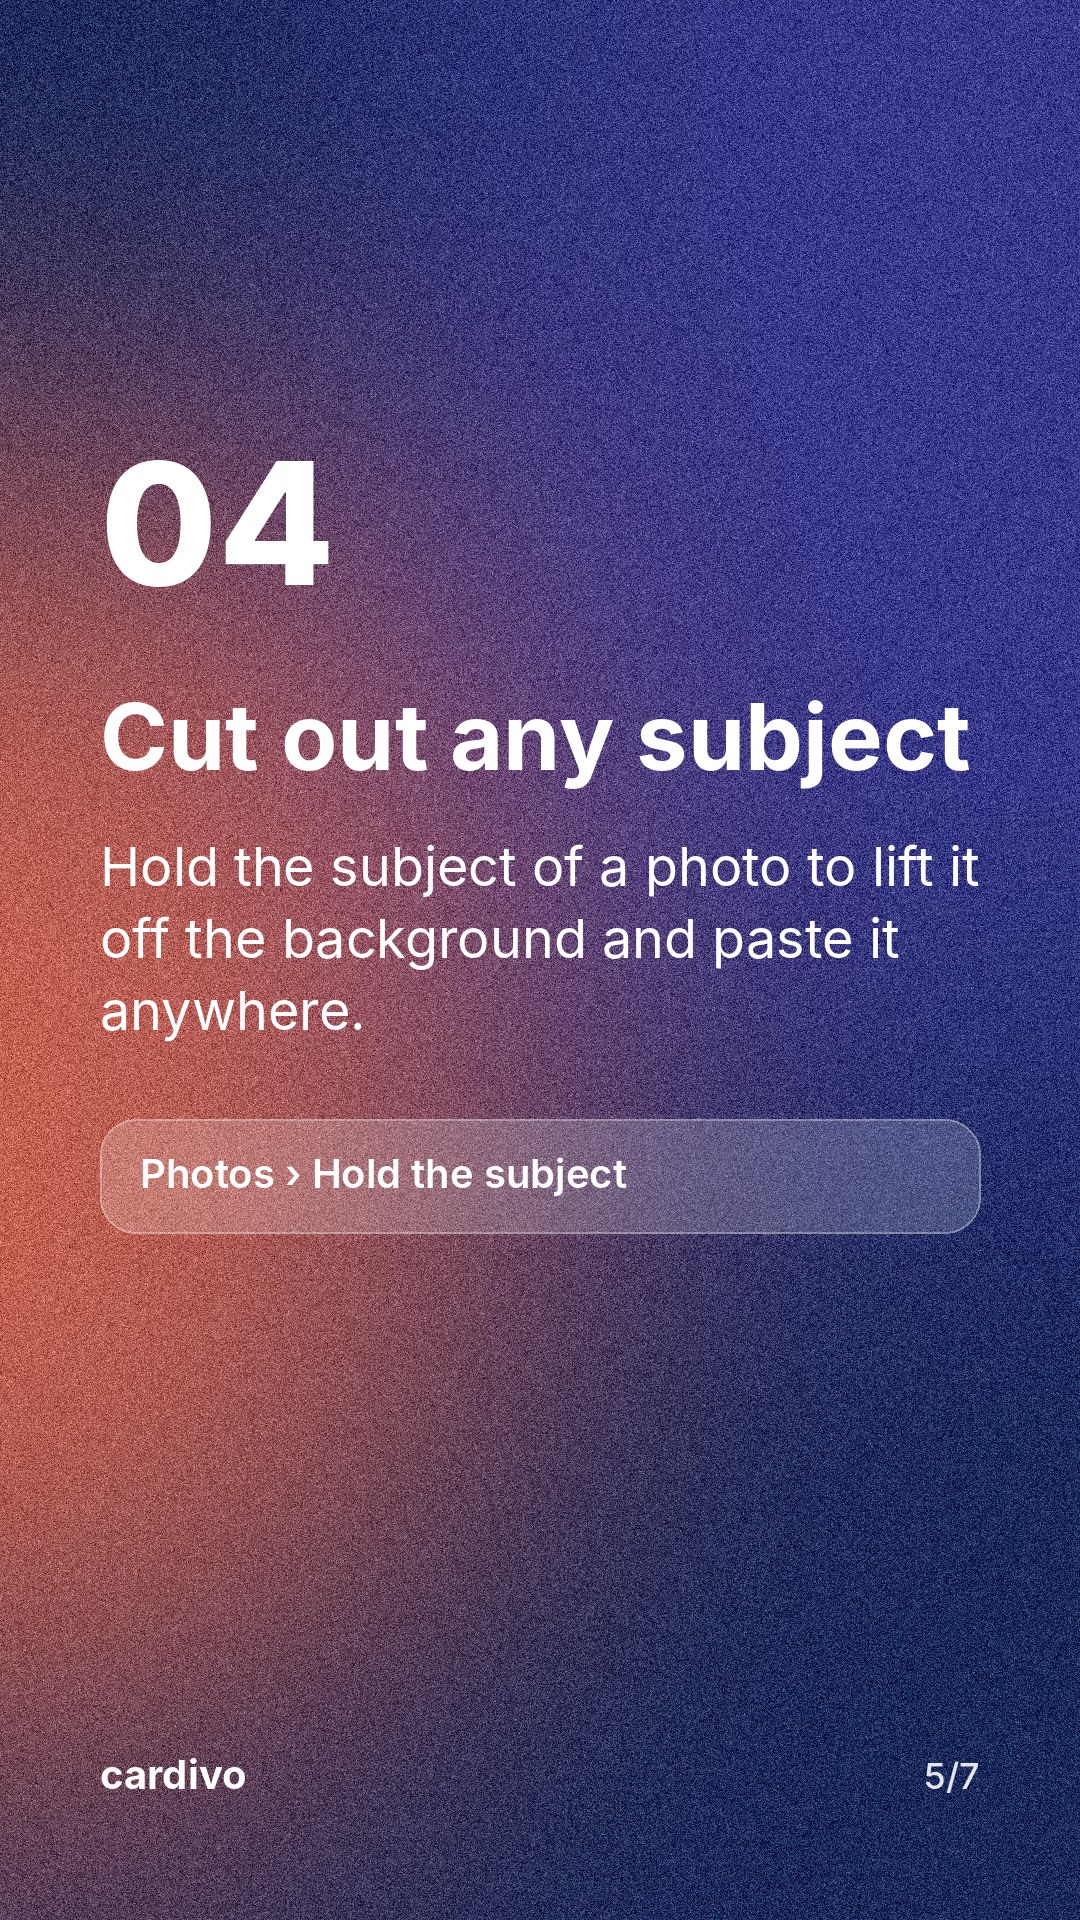 04
Cut out any subject
Hold the subject of a photo to lift it
off the background and paste it
anywhere.
Photos › Hold the subject
cardivo
5/7